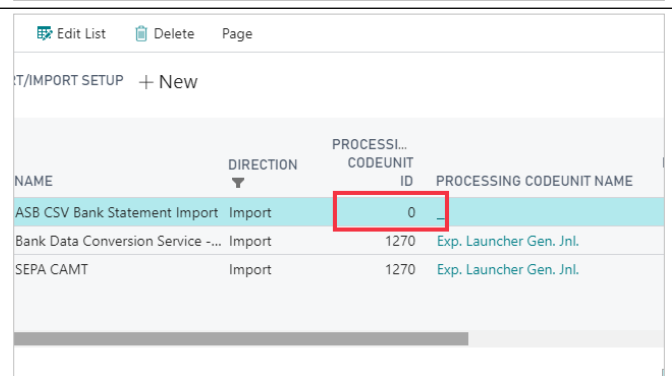 Edit List Delete Page
RT/IMPORT SETUP + New
PROCESSI...
DIRECTION CODEUNIT
NAME ID PROCESSING CODEUNIT NAME
ASB CSV Bank Statement Import Import 0 _
Bank Data Conversion Service -... Import 1270 Exp. Launcher Gen. Jnl.
SEPA CAMT Import 1270 Exp. Launcher Gen. Jnl.